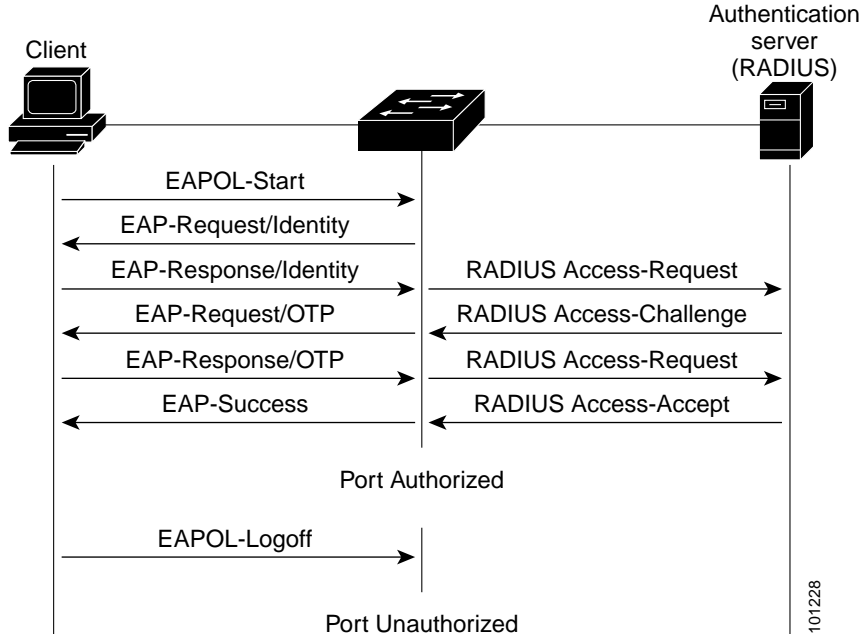 Authentication
server
(RADIUS)
Client
EAPOL-Start
EAP-Request/Identity
EAP-Response/Identity
RADIUS Access-Request
EAP-Request/OTP
RADIUS Access-Challenge
EAP-Response/OTP
RADIUS Access-Request
EAP-Success
RADIUS Access-Accept
Port Authorized
EAPOL-Logoff
Port Unauthorized
101228